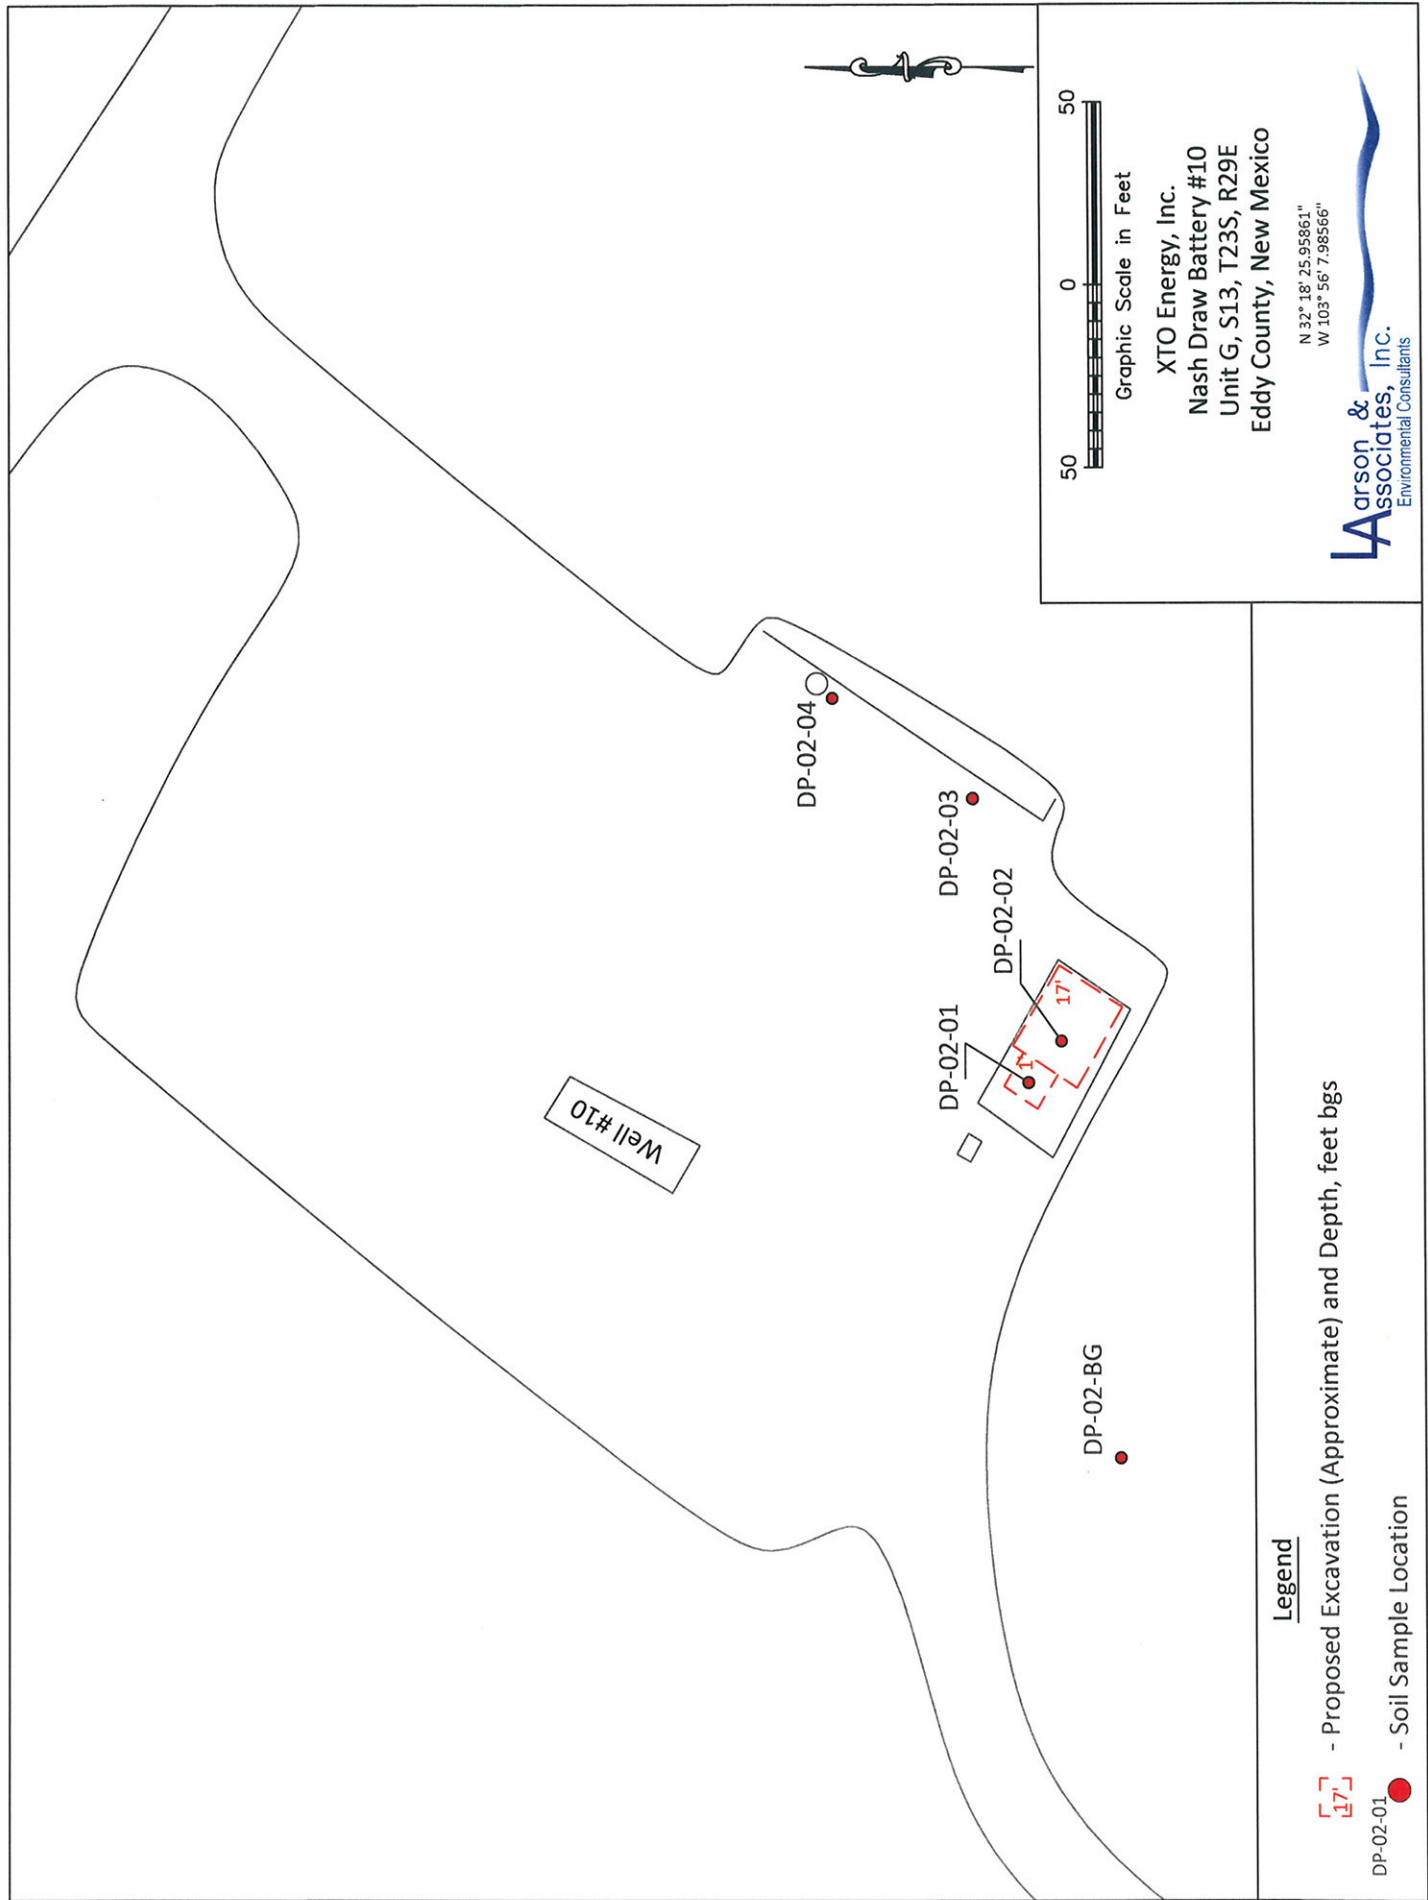 Well #10
DP-02-04
DP-02-03
DP-02-02
DP-02-01
17'
1'
DP-02-BG
Legend
17' - Proposed Excavation (Approximate) and Depth, feet bgs
DP-02-01 - Soil Sample Location
50 0 50
Graphic Scale in Feet
XTO Energy, Inc.
Nash Draw Battery #10
Unit G, S13, T23S, R29E
Eddy County, New Mexico
N 32° 18' 25.95861"
W 103° 56' 7.98566"
Larson &
Associates, Inc.
Environmental Consultants